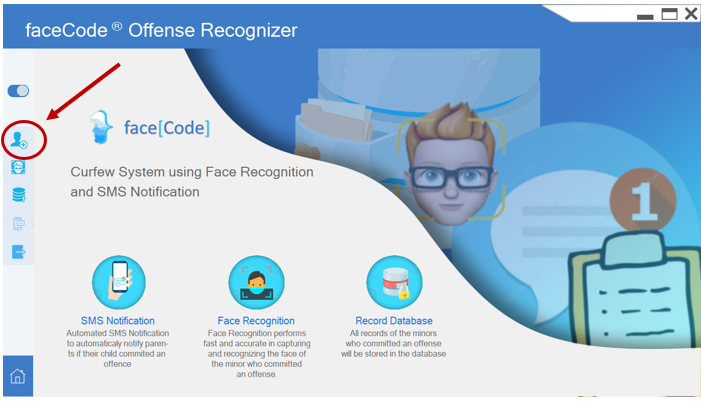 faceCode ® Offense Recognizer
face[Code]
Curfew System using Face Recognition
and SMS Notification
1
SMS Notification
Automated SMS Notification
to automaticaly notify paren-
ts if their child commited an
offence
Face Recognition
Face Recognition performs
fast and accurate in capturing
and recognizing the face of
the minor who committed
an offense.
Record Database
All records of the minors
who committed an offense
will be stored in the database